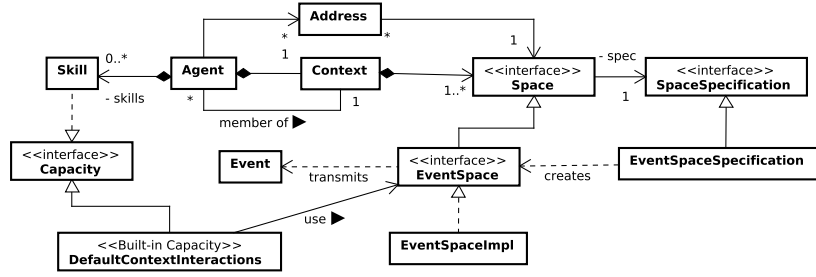 Address
*
*
1
0..*
1
- spec
Skill
Agent
Context
<<interface>>
Space
<<interface>>
SpaceSpecification
- skills
*
1
1..*
1
member of ▶
<<interface>>
Capacity
Event
transmits
<<interface>>
EventSpace
creates
EventSpaceSpecification
use ▶
<<Built-in Capacity>>
DefaultContextInteractions
EventSpaceImpl